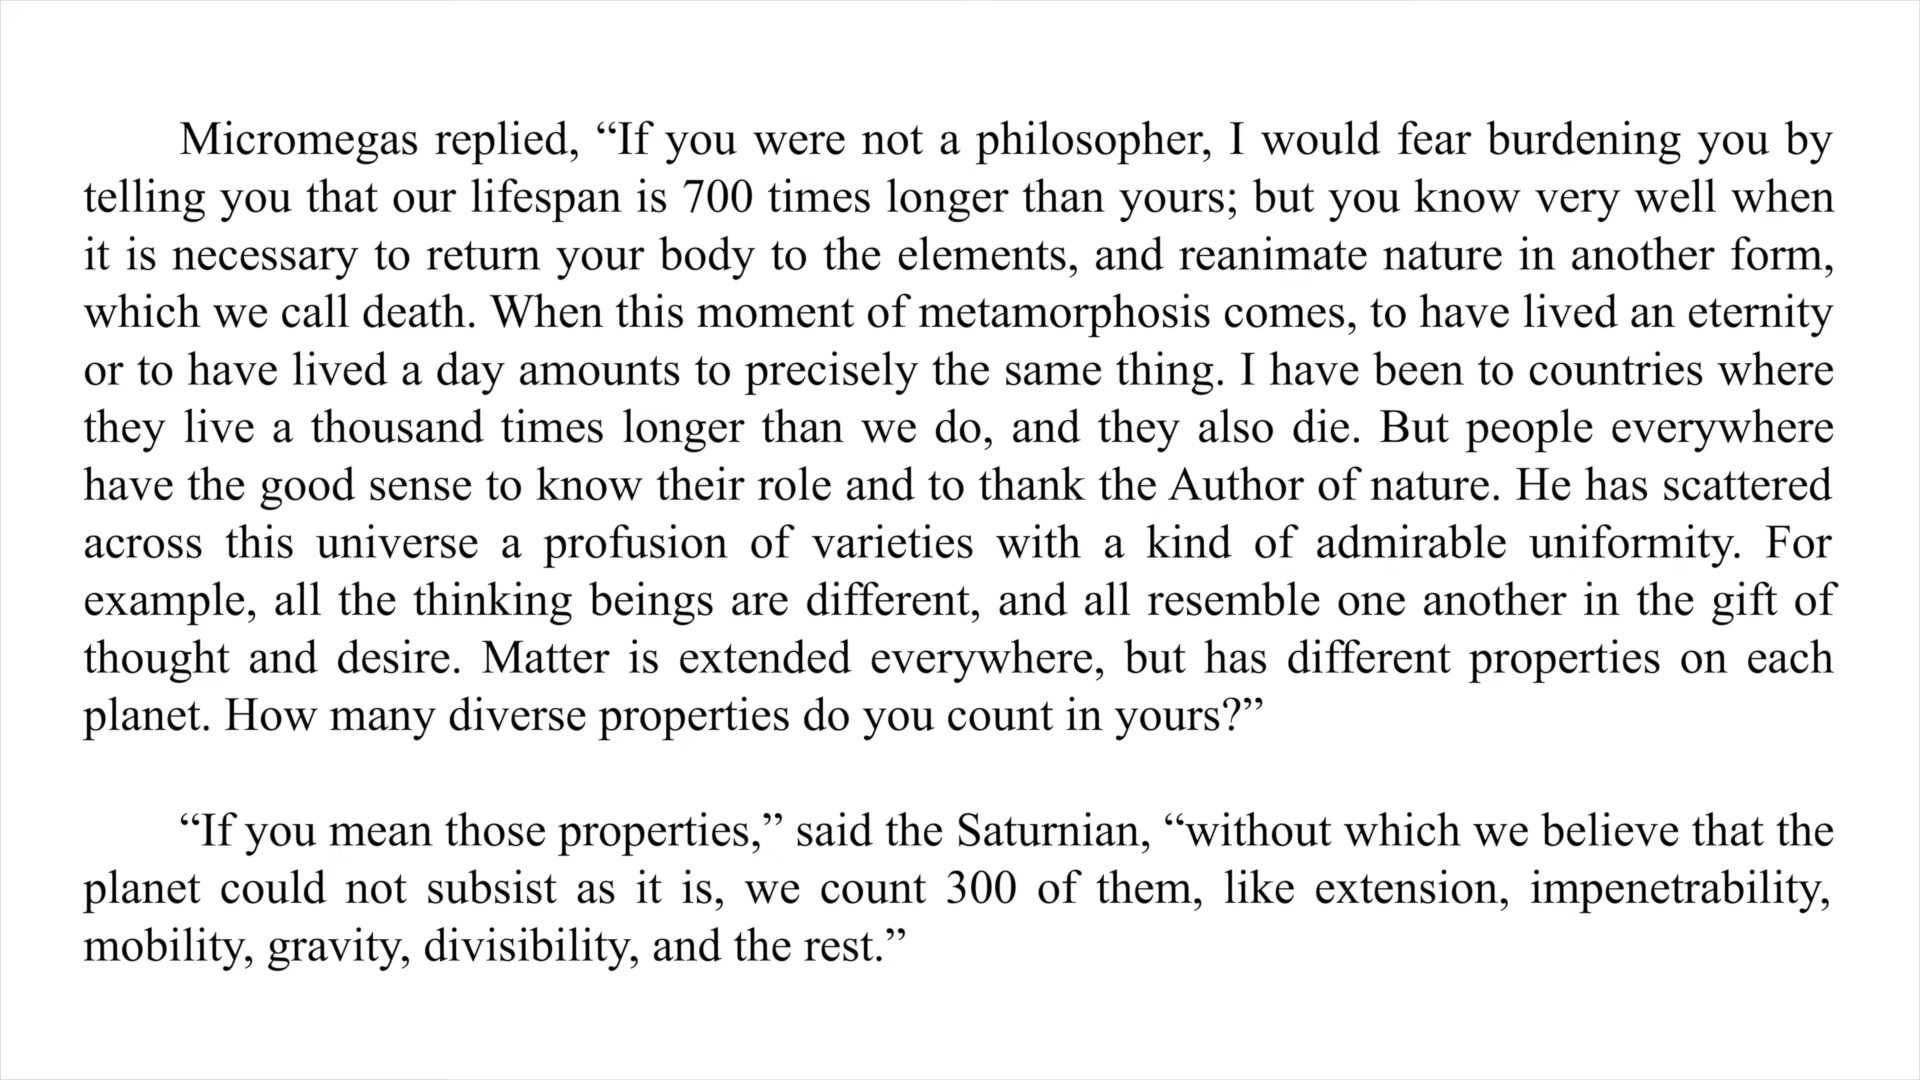 Micromegas replied, “If you were not a philosopher, I would fear burdening you by
telling you that our lifespan is 700 times longer than yours; but you know very well when
it is necessary to return your body to the elements, and reanimate nature in another form,
which we call death. When this moment of metamorphosis comes, to have lived an eternity
or to have lived a day amounts to precisely the same thing. I have been to countries where
they live a thousand times longer than we do, and they also die. But people everywhere
have the good sense to know their role and to thank the Author of nature. He has scattered
across this universe a profusion of varieties with a kind of admirable uniformity. For
example, all the thinking beings are different, and all resemble one another in the gift of
thought and desire. Matter is extended everywhere, but has different properties on each
planet. How many diverse properties do you count in yours?”
“If you mean those properties,” said the Saturnian, “without which we believe that the
planet could not subsist as it is, we count 300 of them, like extension, impenetrability,
mobility, gravity, divisibility, and the rest.”